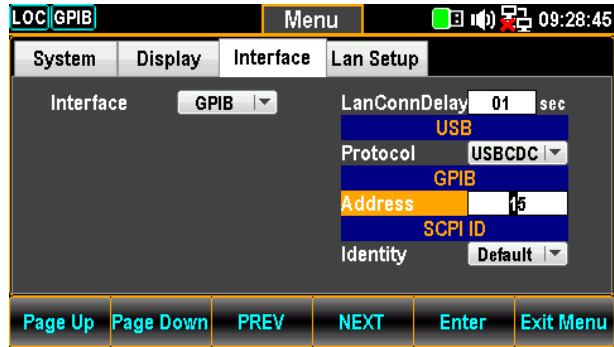 LOC GPIB Menu 09:28:45
System Display Interface Lan Setup
Interface GPIB LanConnDelay 01 sec
USB
Protocol USBCDC
GPIB
Address 15
SCPI ID
Identity Default
Page Up Page Down PREV NEXT Enter Exit Menu